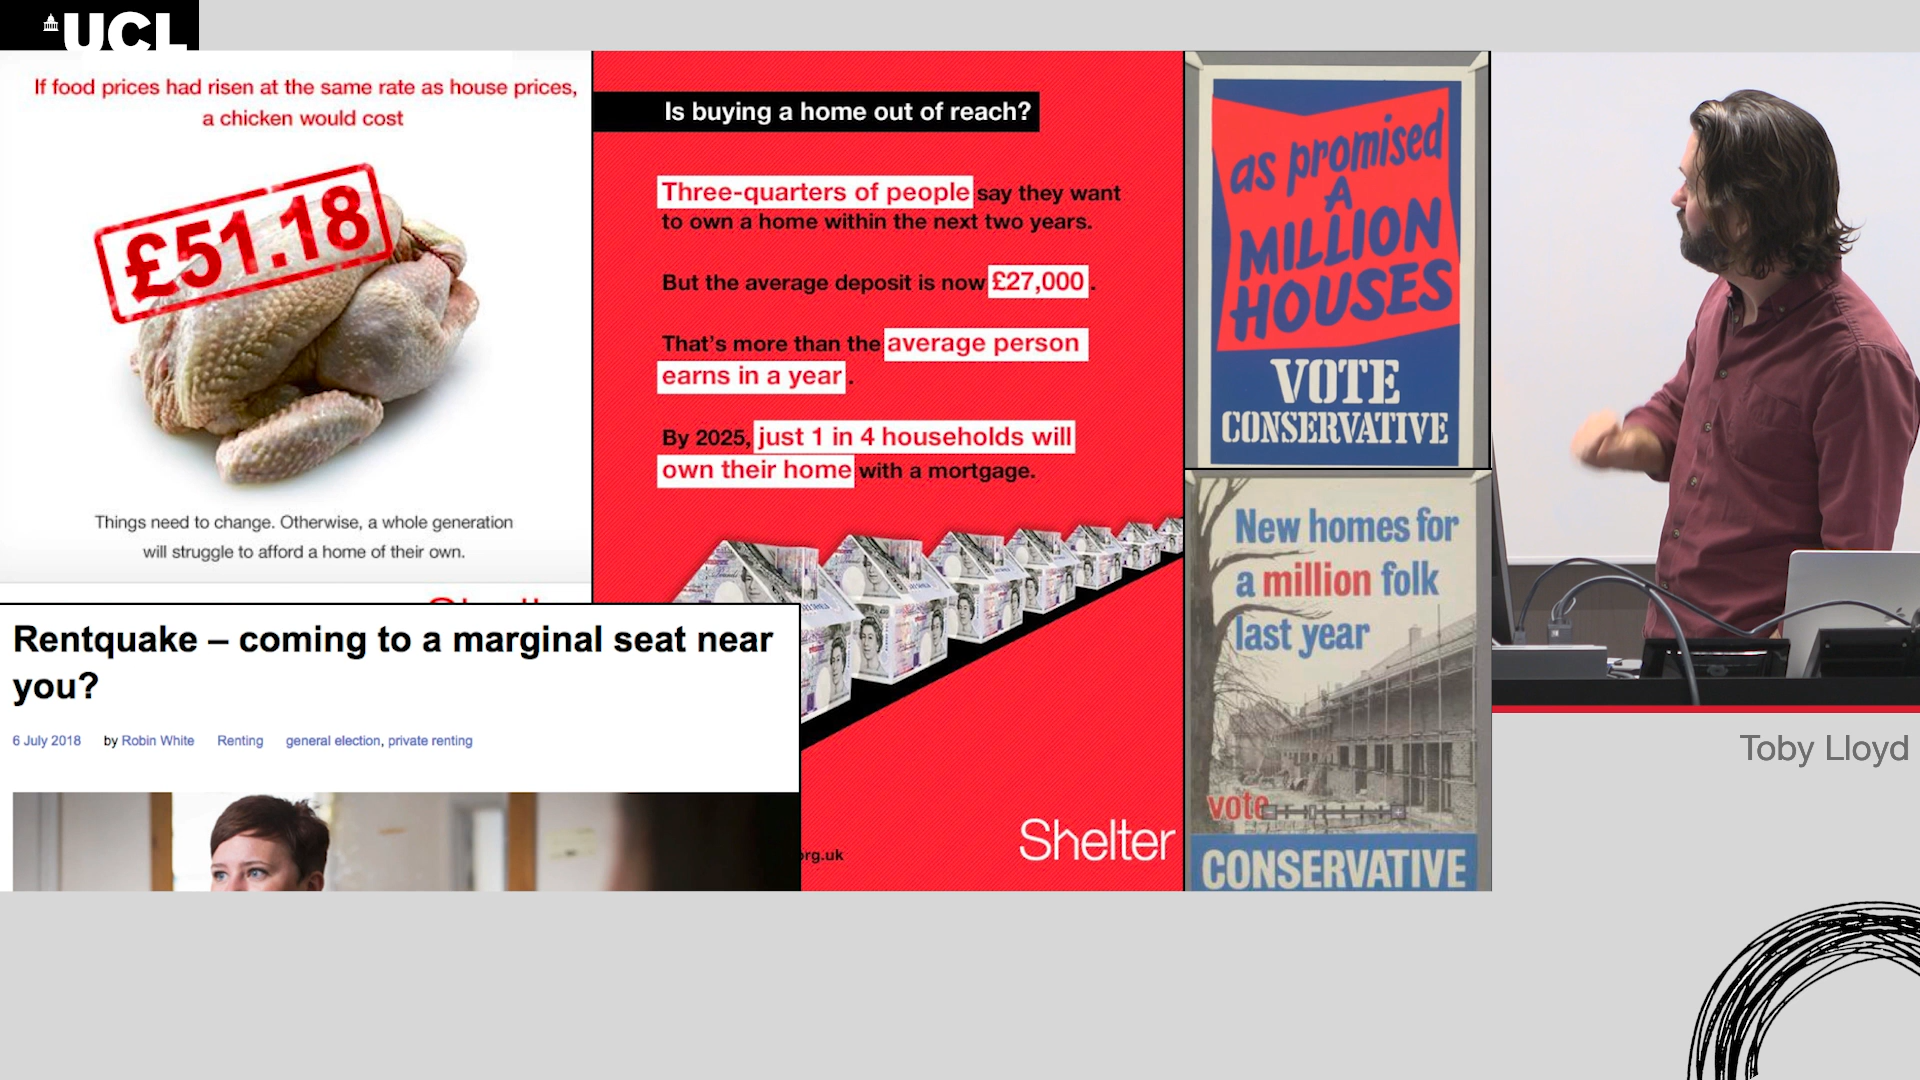 UCL
If food prices had risen at the same rate as house prices,
a chicken would cost
£51.18
Things need to change. Otherwise, a whole generation
will struggle to afford a home of their own.
Is buying a home out of reach?
Three-quarters of people say they want
to own a home within the next two years.
But the average deposit is now £27,000.
That's more than the average person
earns in a year.
By 2025, just 1 in 4 households will
own their home with a mortgage.
org.uk
Shelter
Rentquake – coming to a marginal seat near
you?
6 July 2018 by Robin White Renting general election, private renting
as promised
A
MILLION
HOUSES
VOTE
CONSERVATIVE
New homes for
a million folk
last year
vote
CONSERVATIVE
Toby Lloyd